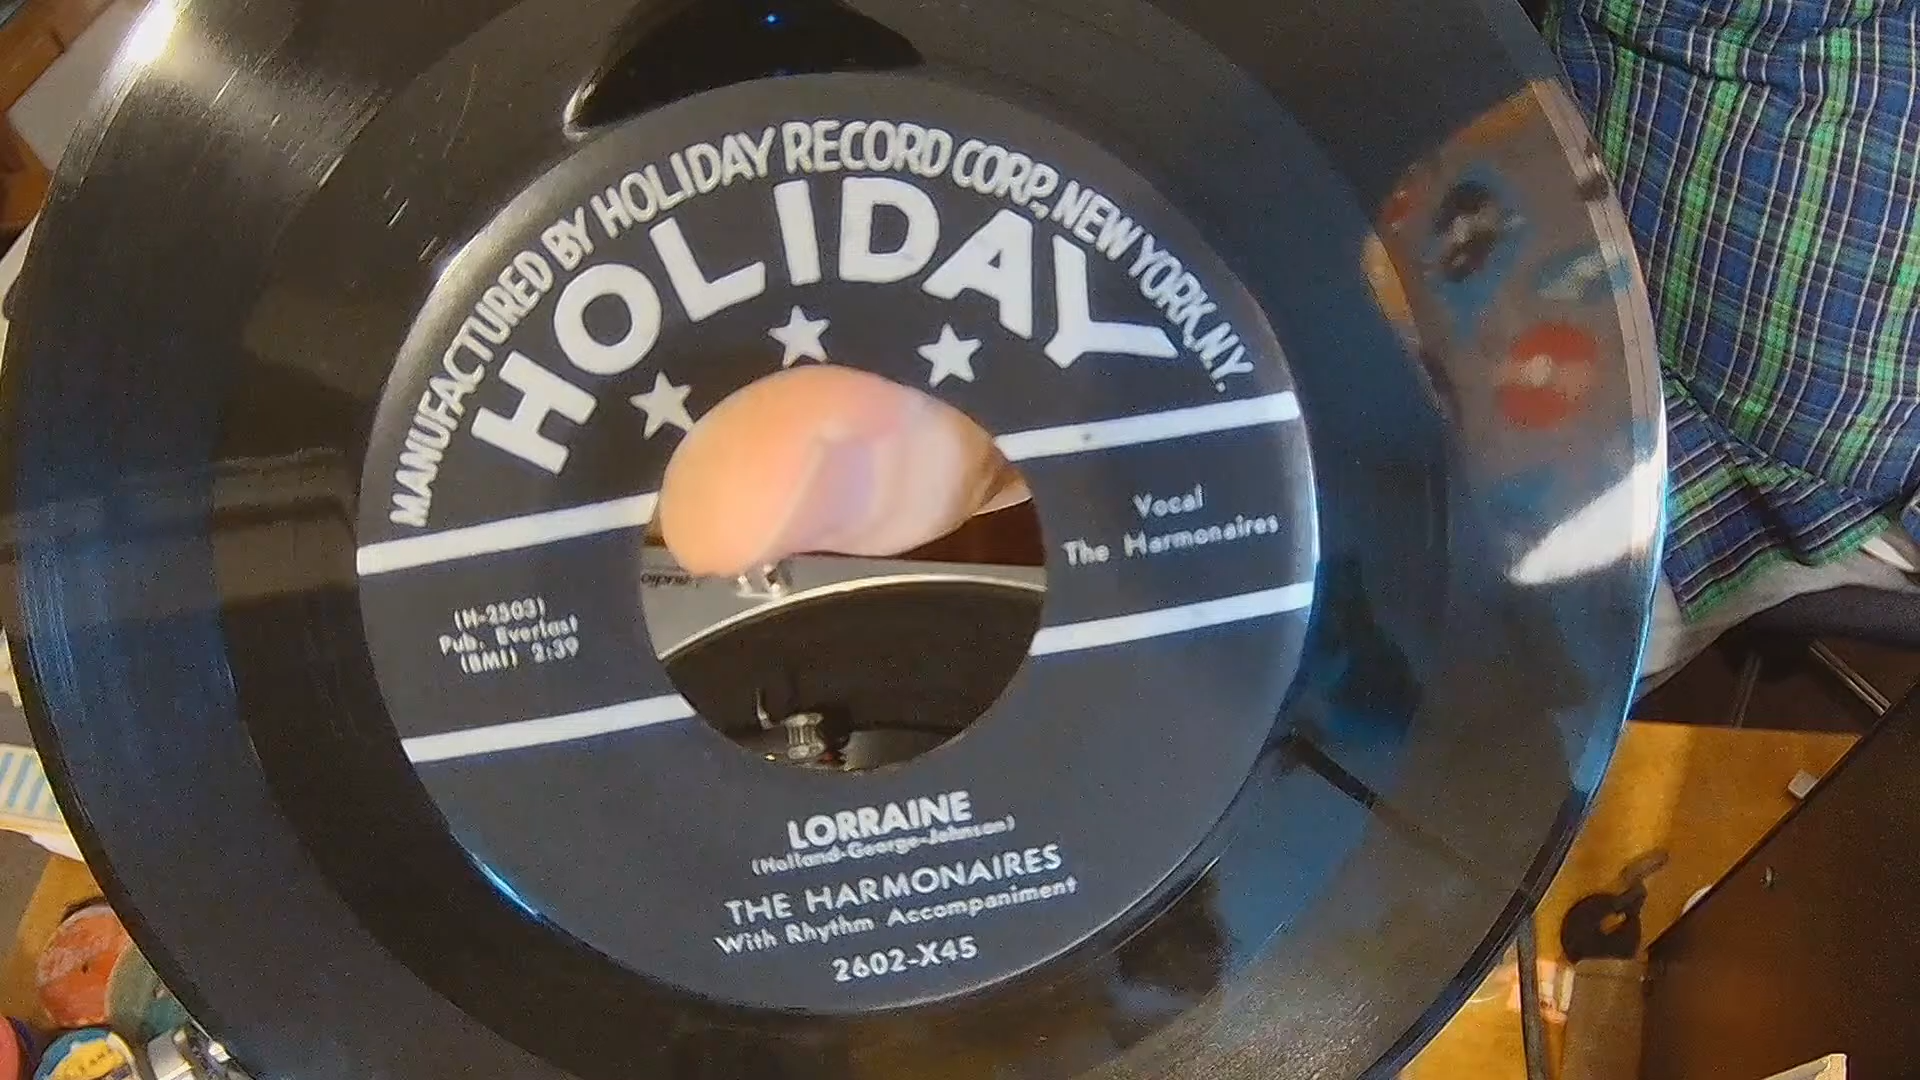 MANUFACTURED BY HOLIDAY RECORD CORP., NEW YORK, N.Y.
HOLIDAY
Vocal
The Harmonaires
(H-2503)
Pub. Everlast
(BMI) 2:39
LORRAINE
(Holland-George-Johnson)
THE HARMONAIRES
With Rhythm Accompaniment
2602-X45